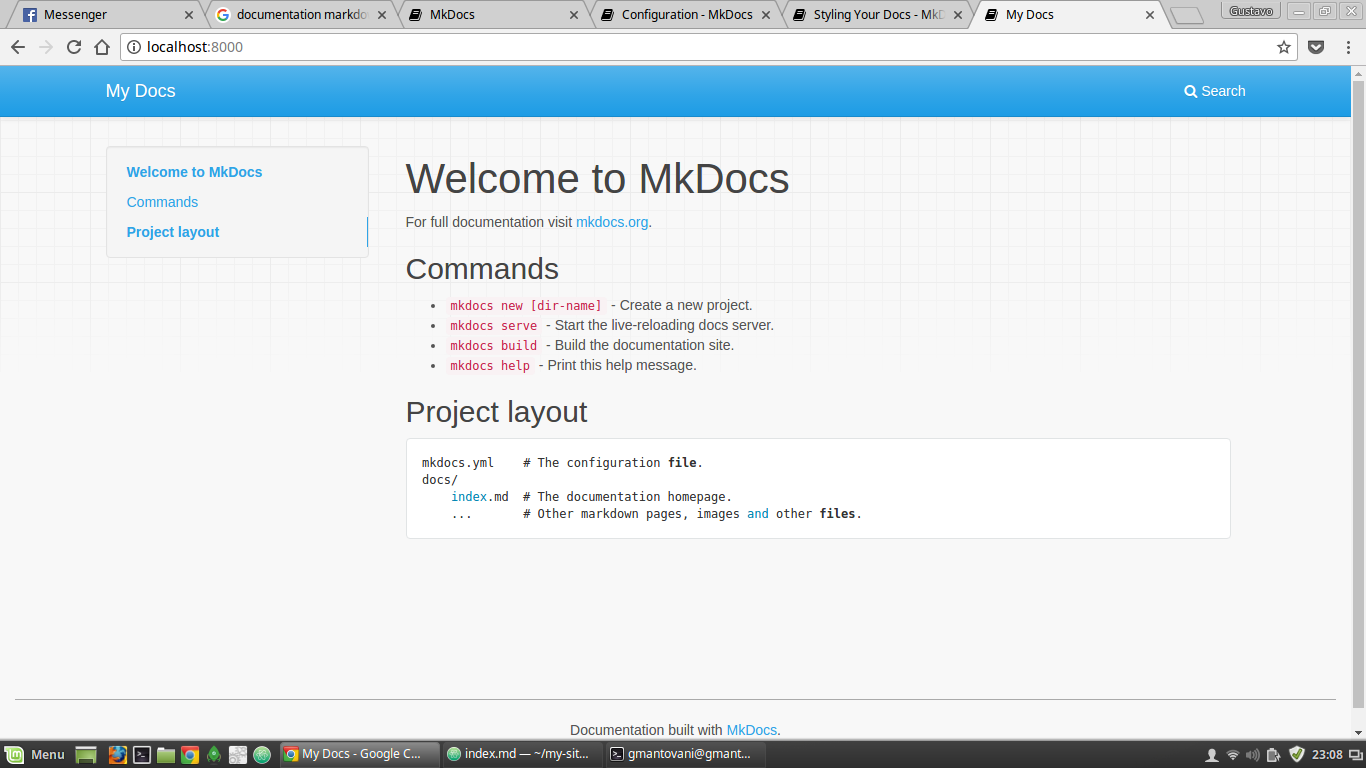 Messenger
documentation markdo
MkDocs
Configuration - MkDocs
Styling Your Docs - MkD
My Docs
Gustavo
localhost:8000
My Docs
Search
Welcome to MkDocs
Commands
Project layout
Welcome to MkDocs
For full documentation visit mkdocs.org.
Commands
mkdocs new [dir-name] - Create a new project.
mkdocs serve - Start the live-reloading docs server.
mkdocs build - Build the documentation site.
mkdocs help - Print this help message.
Project layout
mkdocs.yml    # The configuration file.
docs/
    index.md  # The documentation homepage.
    ...       # Other markdown pages, images and other files.
Documentation built with MkDocs.
Menu
My Docs - Google C...
index.md — ~/my-sit...
gmantovani@gmant...
23:08